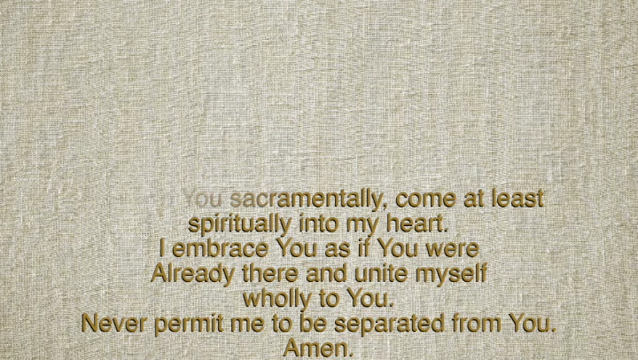 You sacramentally, come at least
spiritually into my heart.
I embrace You as if You were
Already there and unite myself
wholly to You.
Never permit me to be separated from You.
Amen.